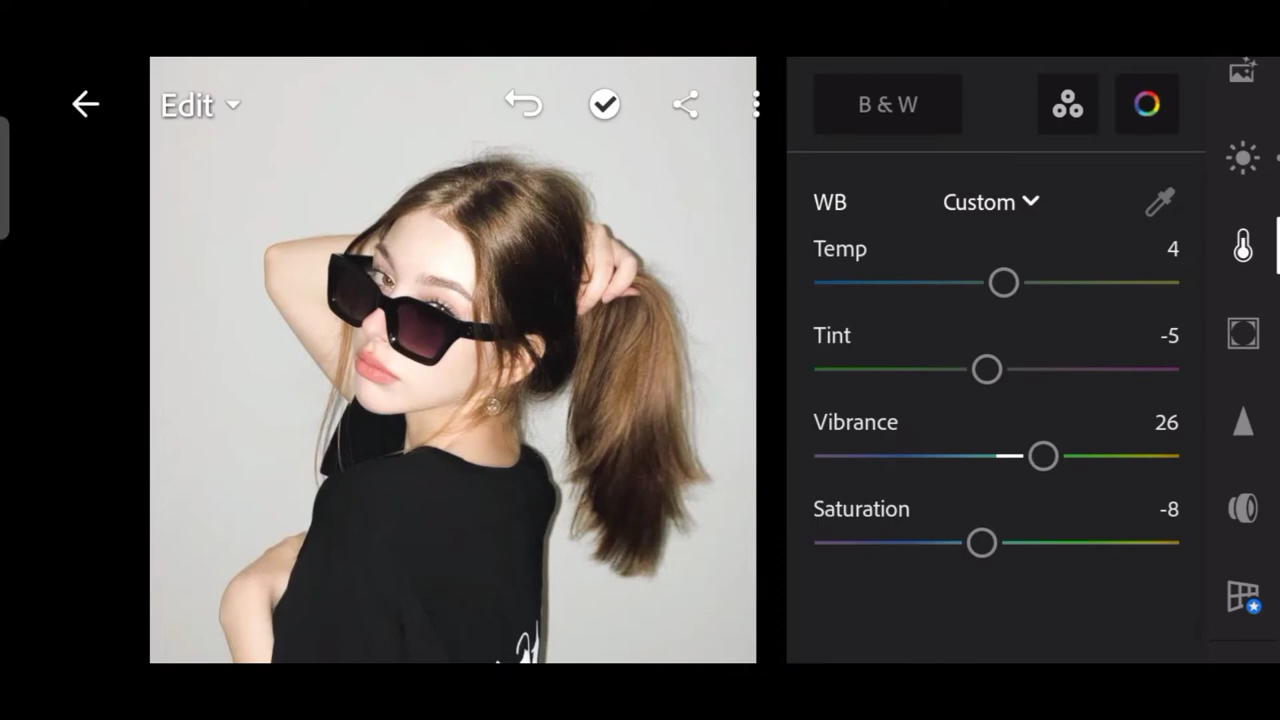 Edit
B & W
WB Custom
Temp 4
Tint -5
Vibrance 26
Saturation -8